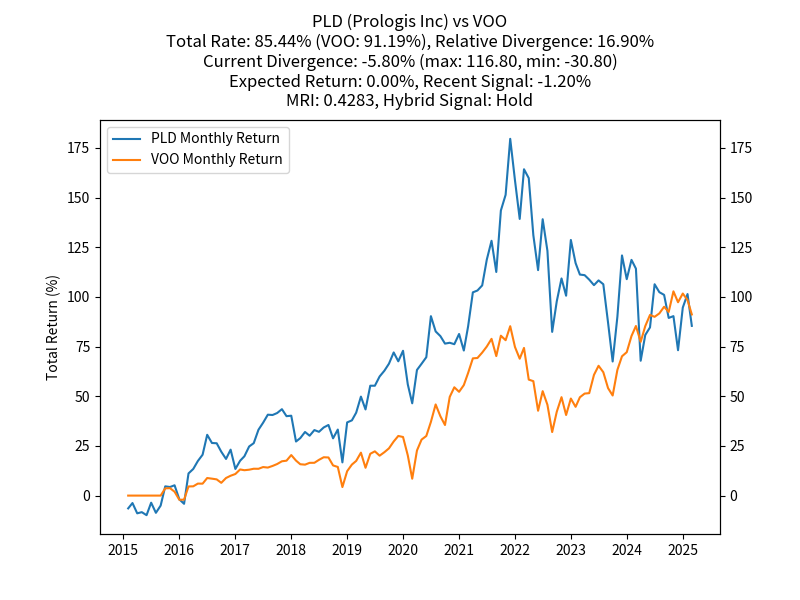 PLD (Prologis Inc) vs VOO
Total Rate: 85.44% (VOO: 91.19%), Relative Divergence: 16.90%
Current Divergence: -5.80% (max: 116.80, min: -30.80)
Expected Return: 0.00%, Recent Signal: -1.20%
MRI: 0.4283, Hybrid Signal: Hold
PLD Monthly Return
VOO Monthly Return
Total Return (%)
175
150
125
100
75
50
25
0
175
150
125
100
75
50
25
0
2015 2016 2017 2018 2019 2020 2021 2022 2023 2024 2025